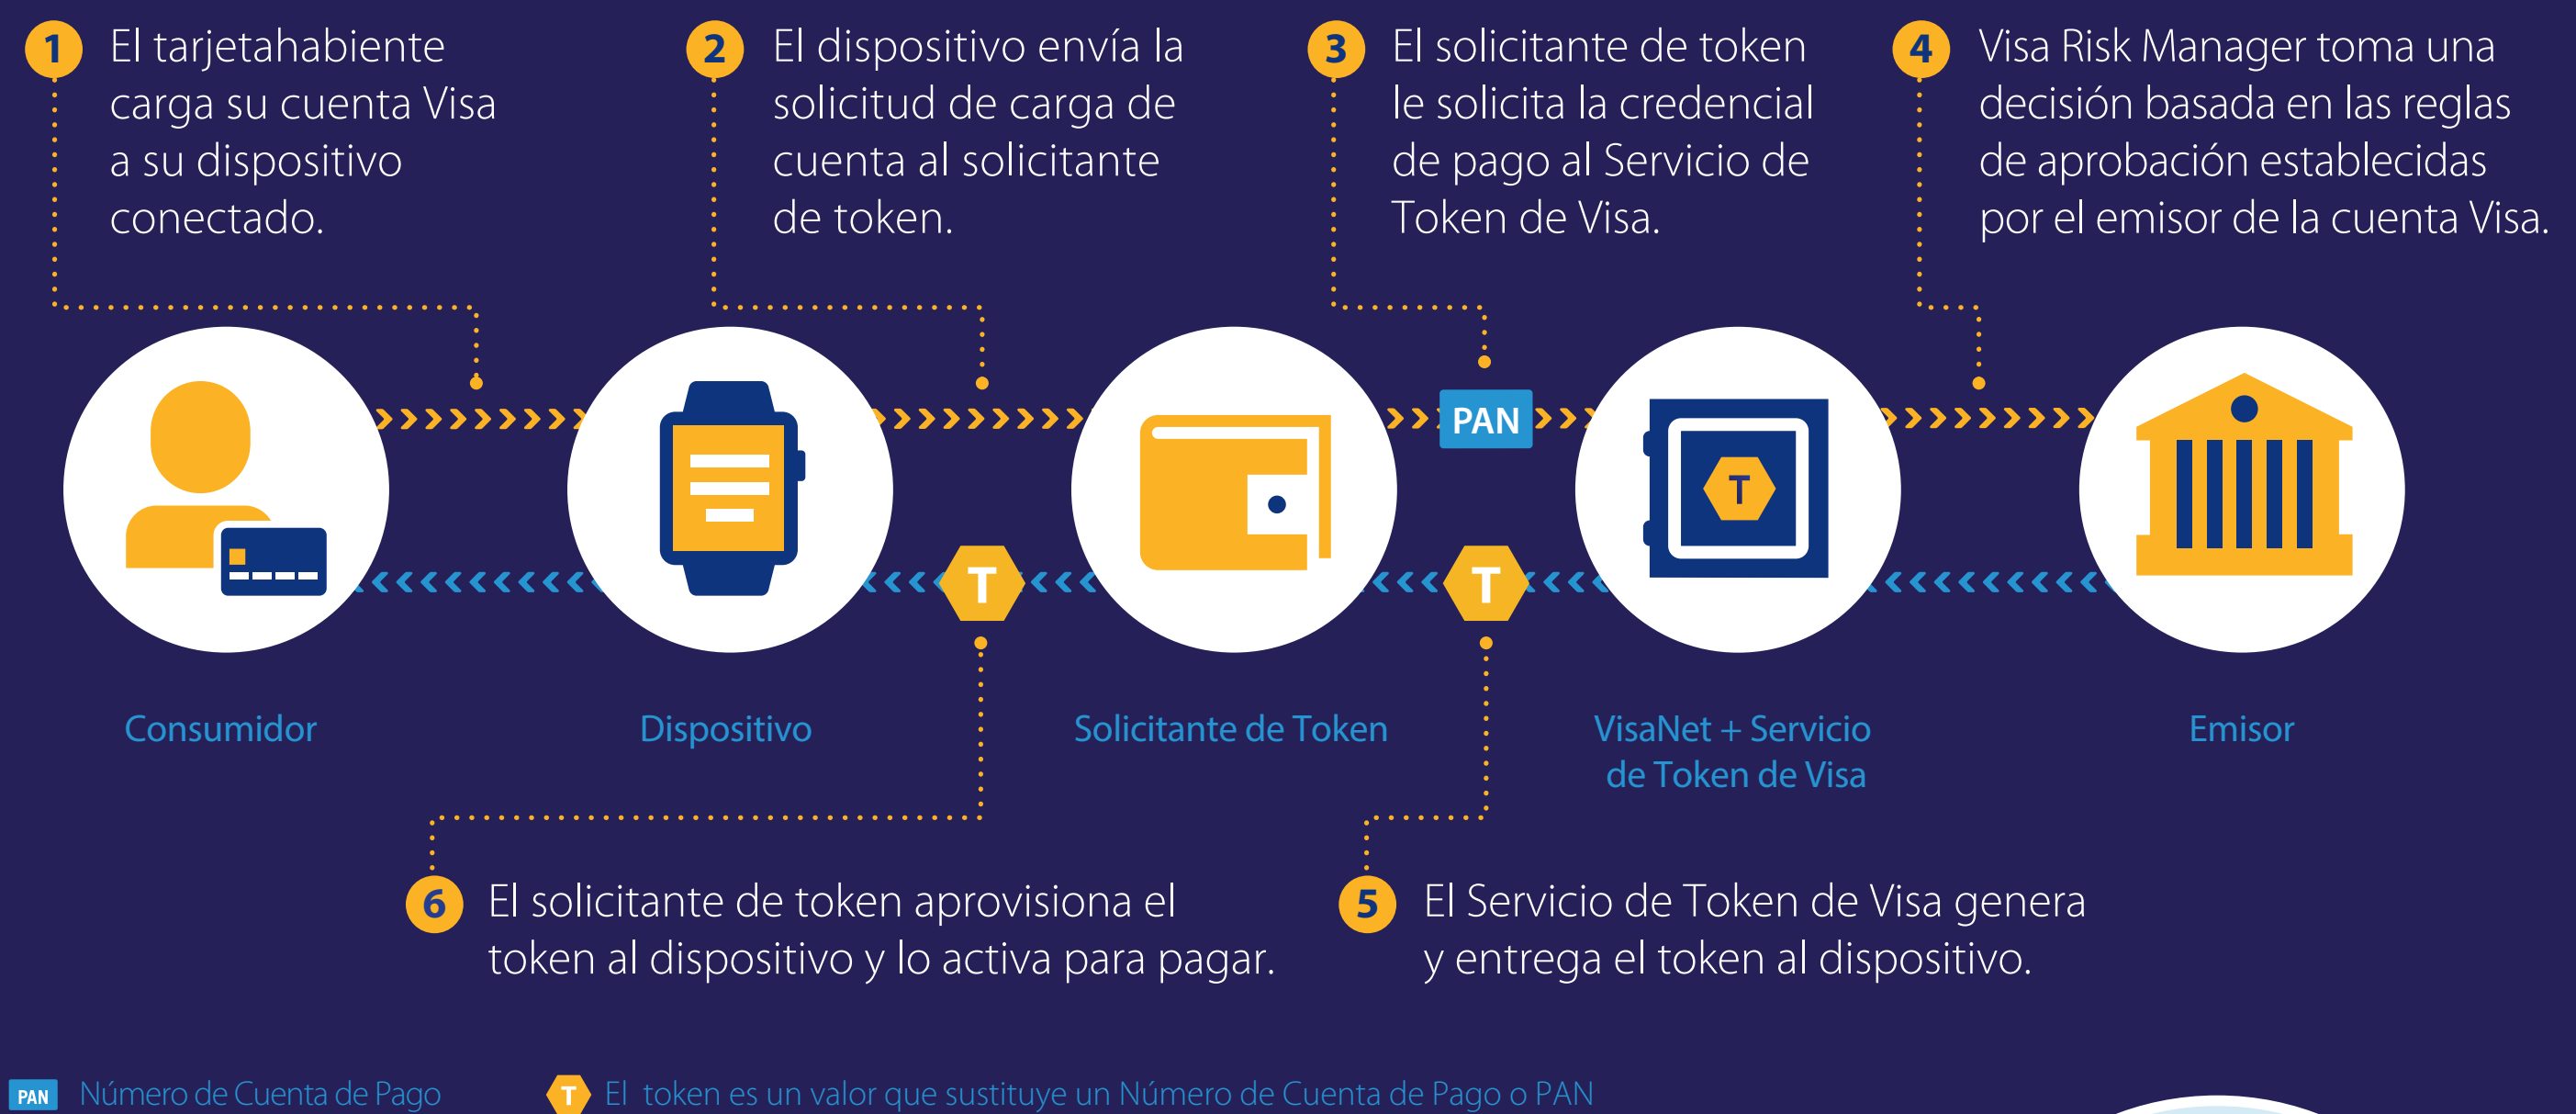 1 El tarjetahabiente
carga su cuenta Visa
a su dispositivo
conectado.
2 El dispositivo envía la
solicitud de carga de
cuenta al solicitante
de token.
3 El solicitante de token
le solicita la credencial
de pago al Servicio de
Token de Visa.
4 Visa Risk Manager toma una
decisión basada en las reglas
de aprobación establecidas
por el emisor de la cuenta Visa.
PAN
T
T
T
Consumidor
Dispositivo
Solicitante de Token
VisaNet + Servicio
de Token de Visa
Emisor
6 El solicitante de token aprovisiona el
token al dispositivo y lo activa para pagar.
5 El Servicio de Token de Visa genera
y entrega el token al dispositivo.
PAN Número de Cuenta de Pago
T El token es un valor que sustituye un Número de Cuenta de Pago o PAN